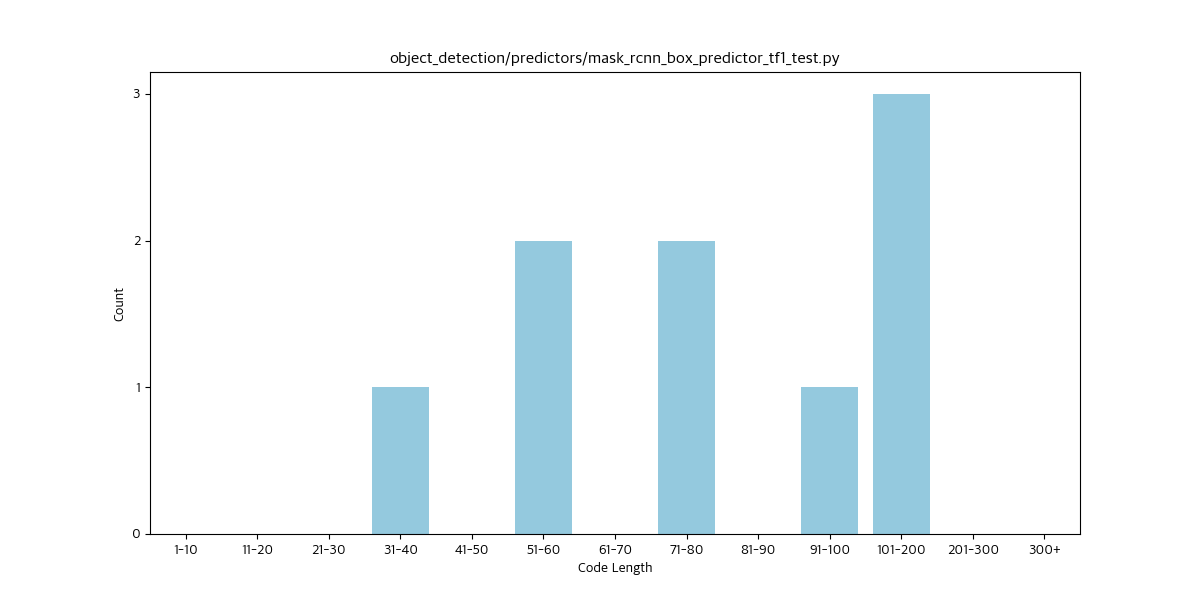 object_detection/predictors/mask_rcnn_box_predictor_tf1_test.py
3
2
1
0
Count
1-10 11-20 21-30 31-40 41-50 51-60 61-70 71-80 81-90 91-100 101-200 201-300 300+
Code Length